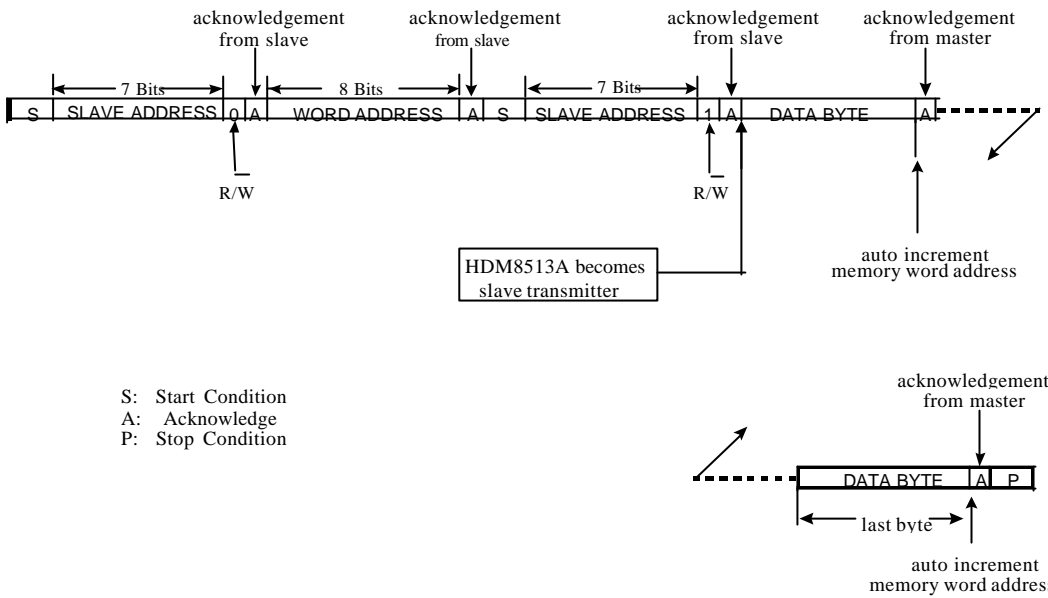 acknowledgement acknowledgement acknowledgement acknowledgement
from slave from slave from slave from master
7 Bits 8 Bits 7 Bits
S SLAVE ADDRESS 0 A WORD ADDRESS A S SLAVE ADDRESS 1 A DATA BYTE A
R/W̅ R/W̅
HDM8513A becomes
slave transmitter
auto increment
memory word address
S: Start Condition
A: Acknowledge
P: Stop Condition
acknowledgement
from master
DATA BYTE A P
last byte
auto increment
memory word addres